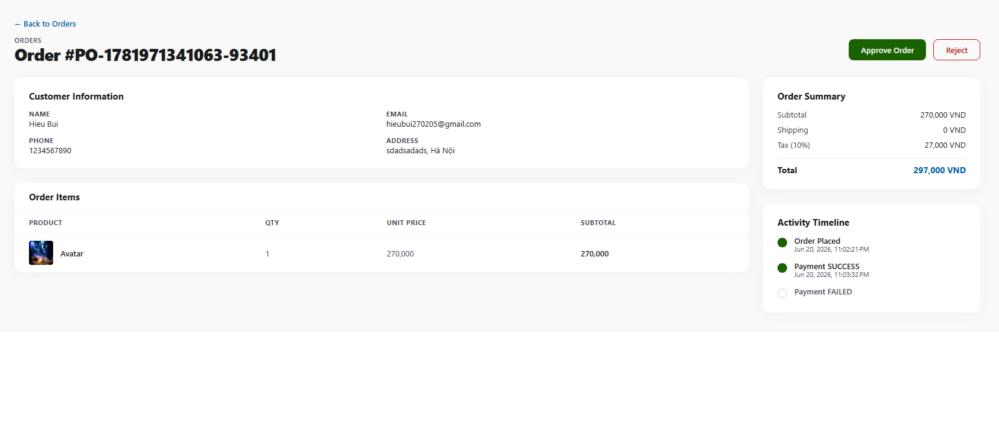 ← Back to Orders
ORDERS
Order #PO-1781971341063-93401
Approve Order
Reject
Customer Information
NAME
Hieu Bui
EMAIL
hieubui270205@gmail.com
PHONE
1234567890
ADDRESS
sdadsadads, Hà Nội
Order Items
PRODUCT QTY UNIT PRICE SUBTOTAL
Avatar 1 270,000 270,000
Order Summary
Subtotal 270,000 VND
Shipping 0 VND
Tax (10%) 27,000 VND
Total 297,000 VND
Activity Timeline
Order Placed
Jun 20, 2026, 11:02:21 PM
Payment SUCCESS
Jun 20, 2026, 11:03:32 PM
Payment FAILED